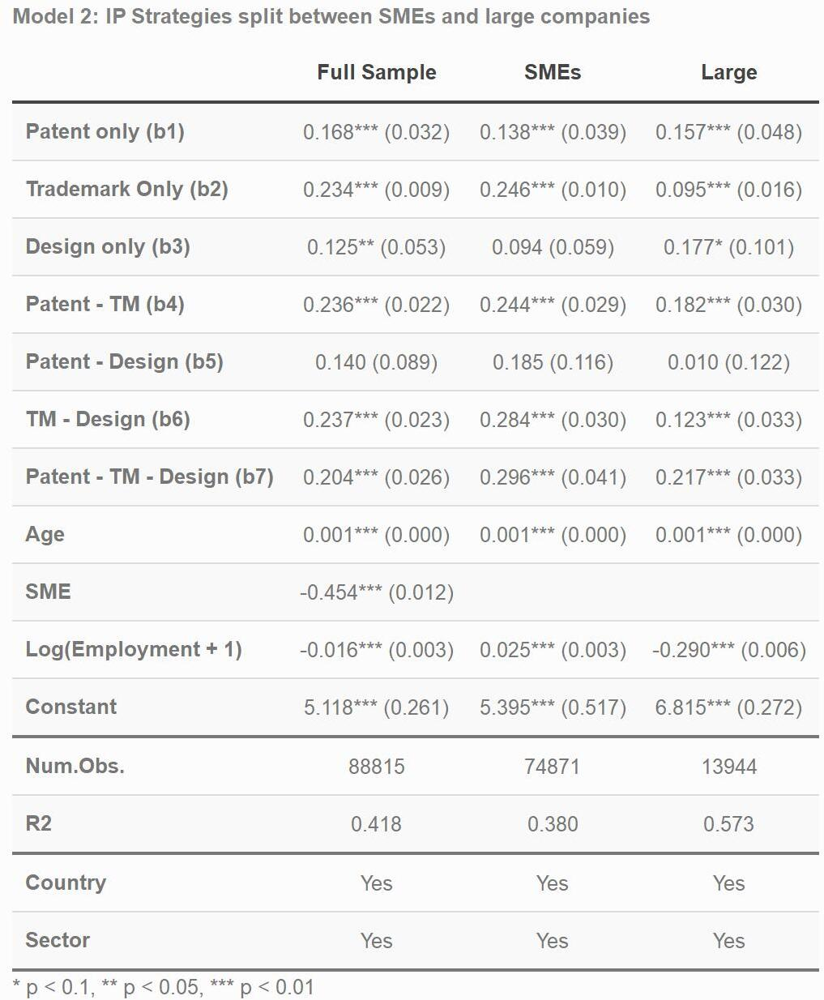 Model 2: IP Strategies split between SMEs and large companies
Full Sample SMEs Large
Patent only (b1) 0.168*** (0.032) 0.138*** (0.039) 0.157*** (0.048)
Trademark Only (b2) 0.234*** (0.009) 0.246*** (0.010) 0.095*** (0.016)
Design only (b3) 0.125** (0.053) 0.094 (0.059) 0.177* (0.101)
Patent - TM (b4) 0.236*** (0.022) 0.244*** (0.029) 0.182*** (0.030)
Patent - Design (b5) 0.140 (0.089) 0.185 (0.116) 0.010 (0.122)
TM - Design (b6) 0.237*** (0.023) 0.284*** (0.030) 0.123*** (0.033)
Patent - TM - Design (b7) 0.204*** (0.026) 0.296*** (0.041) 0.217*** (0.033)
Age 0.001*** (0.000) 0.001*** (0.000) 0.001*** (0.000)
SME -0.454*** (0.012)
Log(Employment + 1) -0.016*** (0.003) 0.025*** (0.003) -0.290*** (0.006)
Constant 5.118*** (0.261) 5.395*** (0.517) 6.815*** (0.272)
Num.Obs. 88815 74871 13944
R2 0.418 0.380 0.573
Country Yes Yes Yes
Sector Yes Yes Yes
* p < 0.1, ** p < 0.05, *** p < 0.01